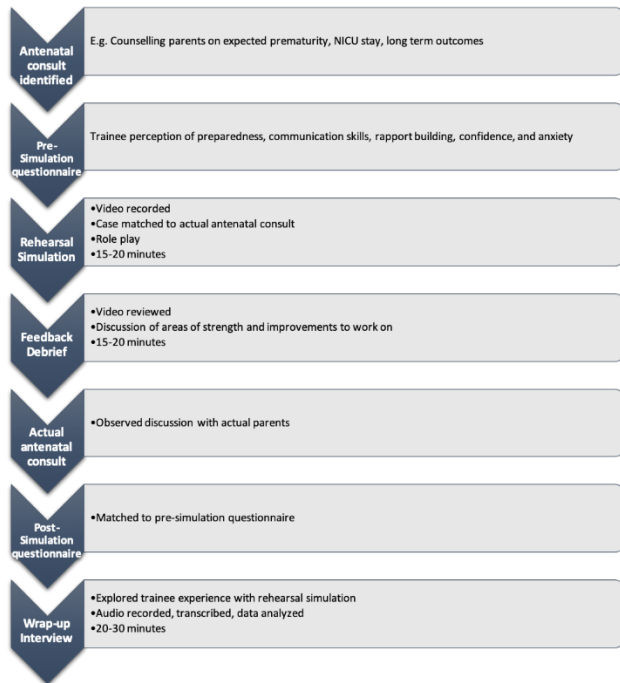 Antenatal
consult
identified
E.g. Counselling parents on expected prematurity, NICU stay, long term outcomes
Pre-
Simulation
questionnaire
Trainee perception of preparedness, communication skills, rapport building, confidence, and anxiety
Rehearsal
Simulation
•Video recorded
•Case matched to actual antenatal consult
•Role play
•15-20 minutes
Feedback
Debrief
•Video reviewed
•Discussion of areas of strength and improvements to work on
•15-20 minutes
Actual
antenatal
consult
•Observed discussion with actual parents
Post-
Simulation
questionnaire
•Matched to pre-simulation questionnaire
Wrap-up
Interview
•Explored trainee experience with rehearsal simulation
•Audio recorded, transcribed, data analyzed
•20-30 minutes